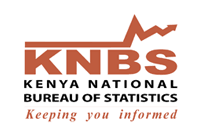 KNBS
KENYA NATIONAL
BUREAU OF STATISTICS
Keeping you informed